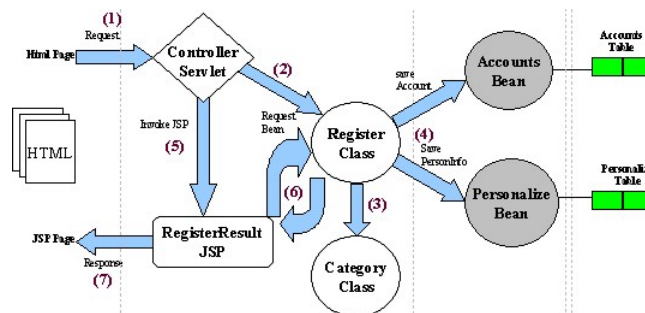 (1)
Request
Html Page
Controller
Servlet
(2)
save
Account
Accounts
Bean
Accounts
Table
HTML
Invoke JSP
(5)
Request
Bean
Register
Class
(4)
Save
PersonInfo
(6)
(3)
Personalize
Bean
Personaliz
Table
JSP Page
Response
(7)
RegisterResult
JSP
Category
Class